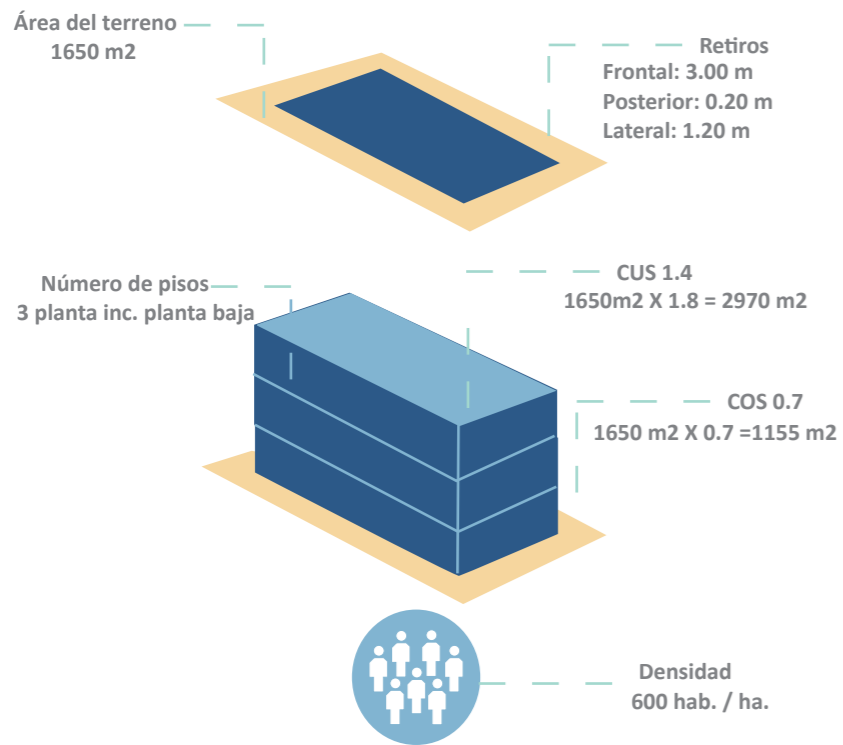 Área del terreno
1650 m2
Retiros
Frontal: 3.00 m
Posterior: 0.20 m
Lateral: 1.20 m
Número de pisos
3 planta inc. planta baja
CUS 1.4
1650m2 X 1.8 = 2970 m2
COS 0.7
1650 m2 X 0.7 =1155 m2
Densidad
600 hab. / ha.